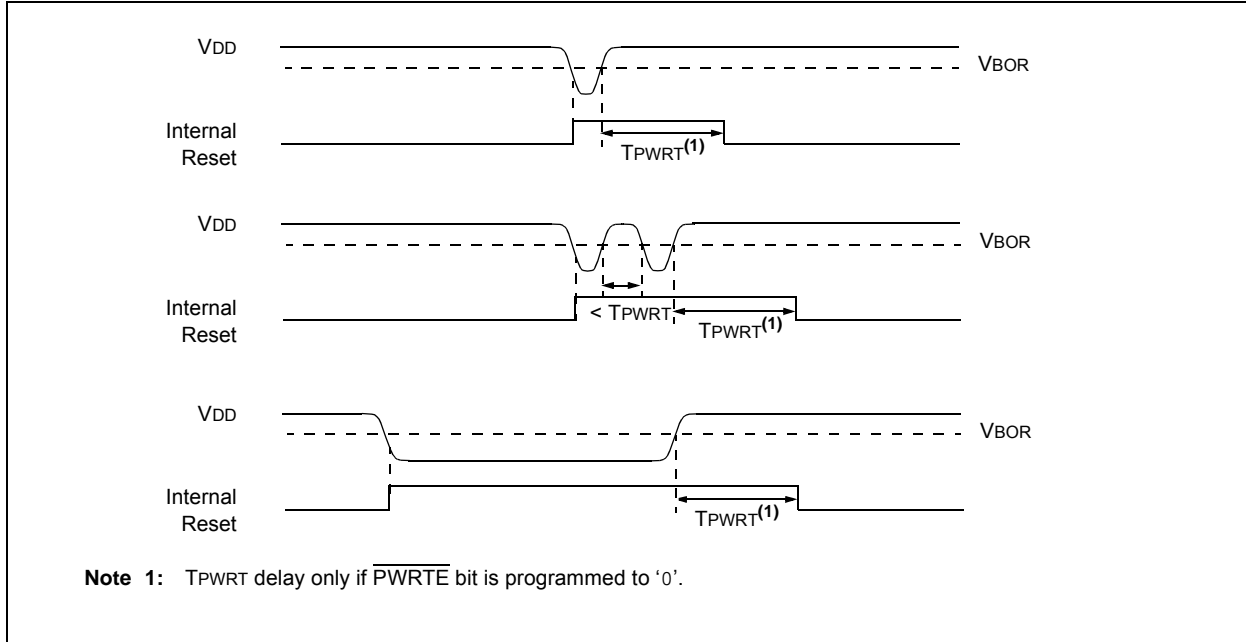 VDD
VBOR
Internal
Reset
TPWRT(1)
VDD
VBOR
Internal
Reset
< TPWRT
TPWRT(1)
VDD
VBOR
Internal
Reset
TPWRT(1)
Note 1: TPWRT delay only if PWRTE bit is programmed to ‘0’.